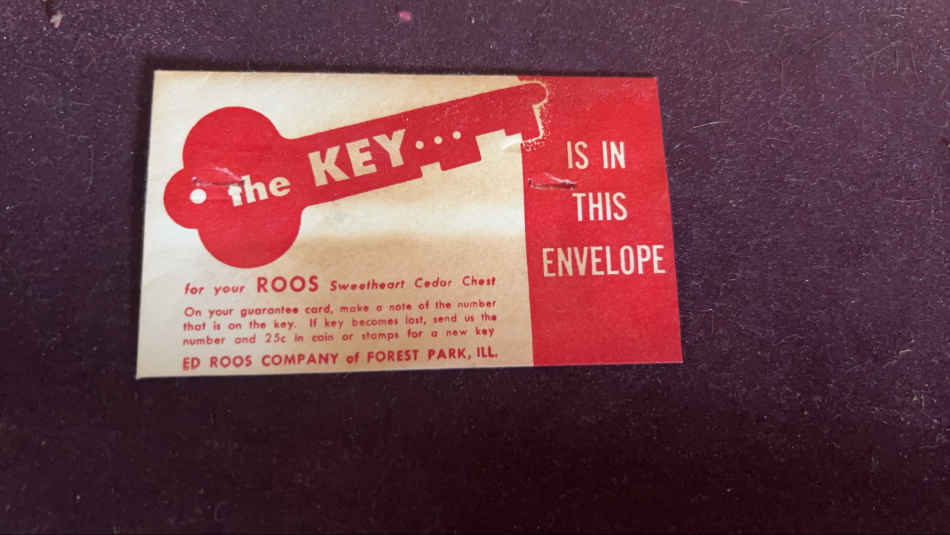 the KEY...
IS IN
THIS
ENVELOPE
for your ROOS Sweetheart Cedar Chest
On your guarantee card, make a note of the number
that is on the key. If key becomes lost, send us the
number and 25c in coin or stamps for a new key
ED ROOS COMPANY of FOREST PARK, ILL.